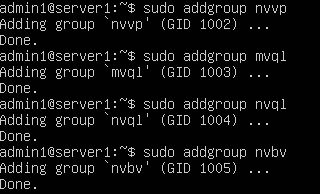 admin1@server1:~$ sudo addgroup nvvp
Adding group `nvvp' (GID 1002) ...
Done.
admin1@server1:~$ sudo addgroup mvql
Adding group `mvql' (GID 1003) ...
Done.
admin1@server1:~$ sudo addgroup nvql
Adding group `nvql' (GID 1004) ...
Done.
admin1@server1:~$ sudo addgroup nvbv
Adding group `nvbv' (GID 1005) ...
Done.